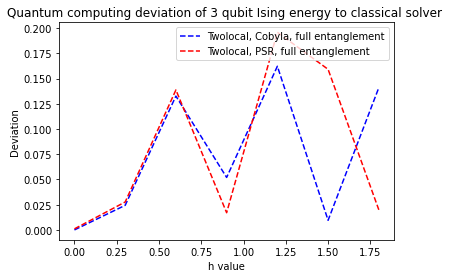 Quantum computing deviation of 3 qubit Ising energy to classical solver
Twolocal, Cobyla, full entanglement
Twolocal, PSR, full entanglement
0.200
0.175
0.150
0.125
0.100
0.075
0.050
0.025
0.000
Deviation
0.00 0.25 0.50 0.75 1.00 1.25 1.50 1.75
h value